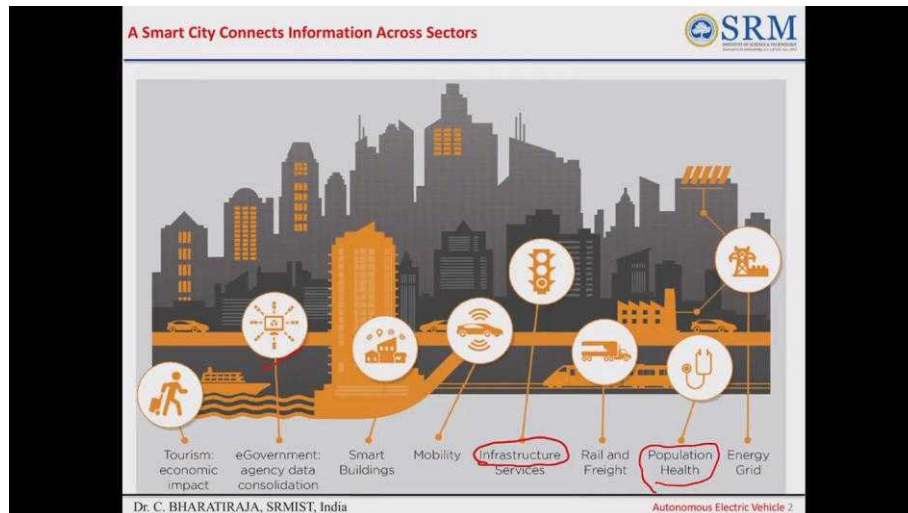 A Smart City Connects Information Across Sectors
SRM
Tourism:
economic
impact
eGovernment:
agency data
consolidation
Smart
Buildings
Mobility
Infrastructure
Services
Rail and
Freight
Population
Health
Energy
Grid
Dr. C. BHARATIRAJA, SRMIST, India
Autonomous Electric Vehicle 2